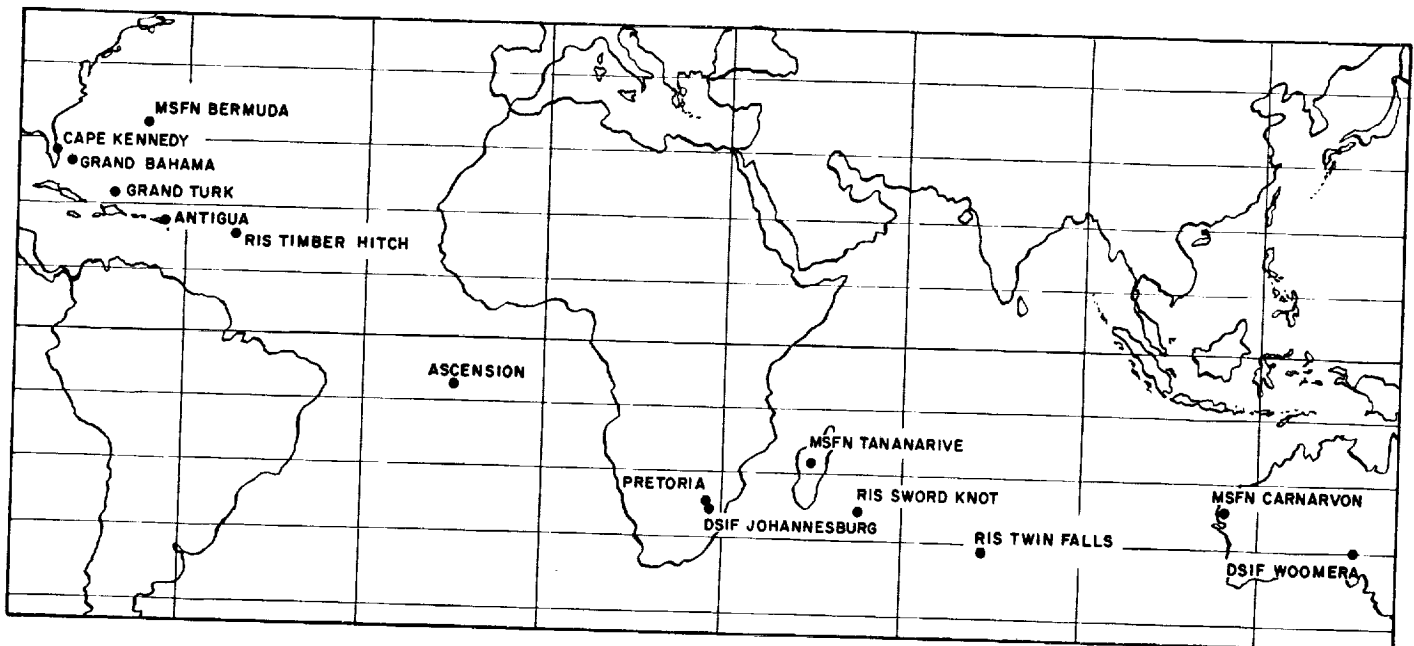 MSFN BERMUDA
CAPE KENNEDY
GRAND BAHAMA
GRAND TURK
ANTIGUA
RIS TIMBER HITCH
ASCENSION
MSFN TANANARIVE
PRETORIA
RIS SWORD KNOT
MSFN CARNARVON
DSIF JOHANNESBURG
RIS TWIN FALLS
DSIF WOOMERA